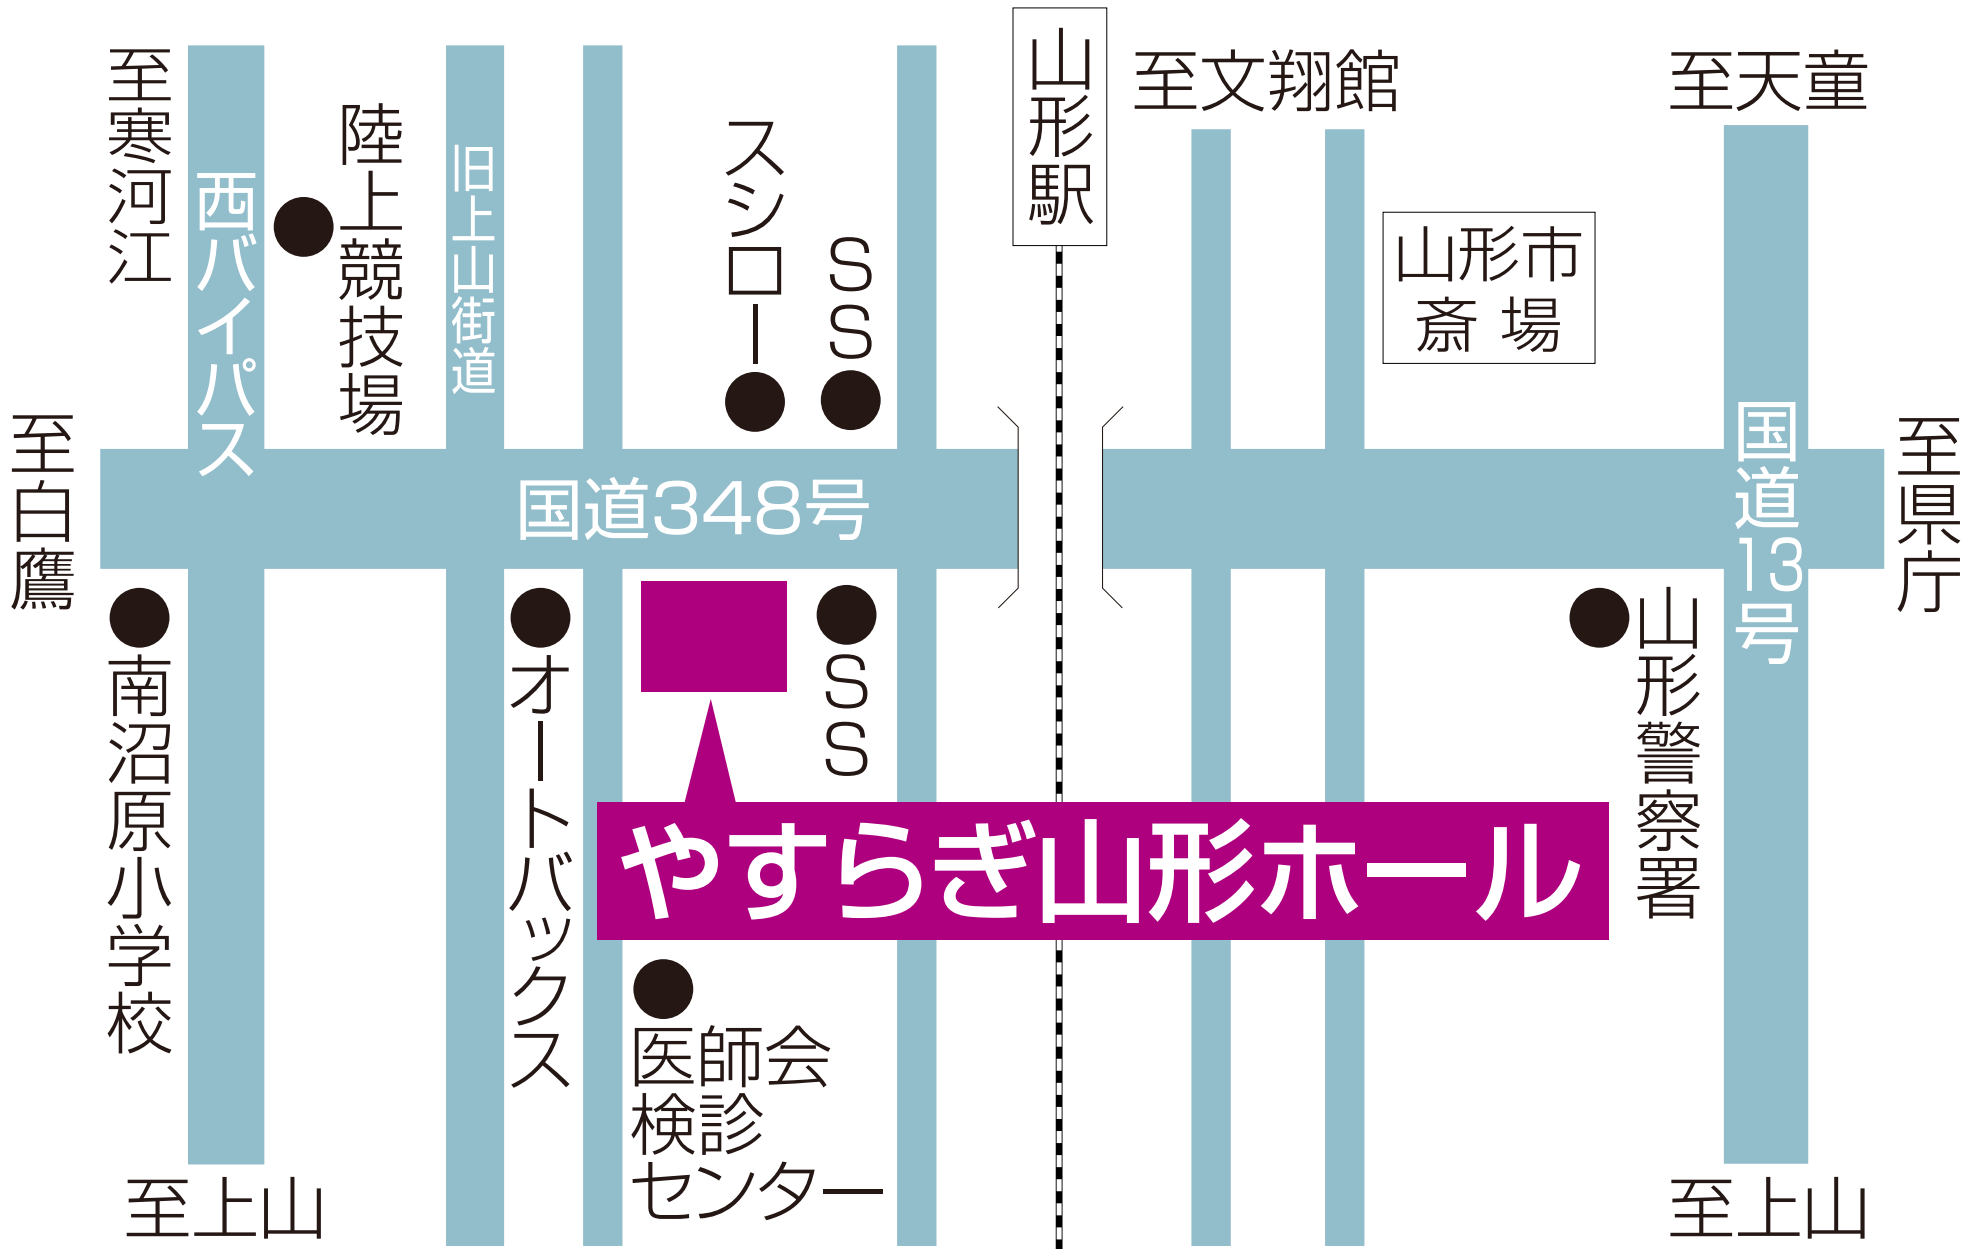 至寒河江
西バイパス
陸上競技場
旧上山街道
スシロー
SS
山形駅
至文翔館
至天童
山形市
斎場
至白鷹
国道348号
国道13号
至県庁
南沼原小学校
オートバックス
SS
山形警察署
やすらぎ山形ホール
医師会
検診
センター
至上山
至上山